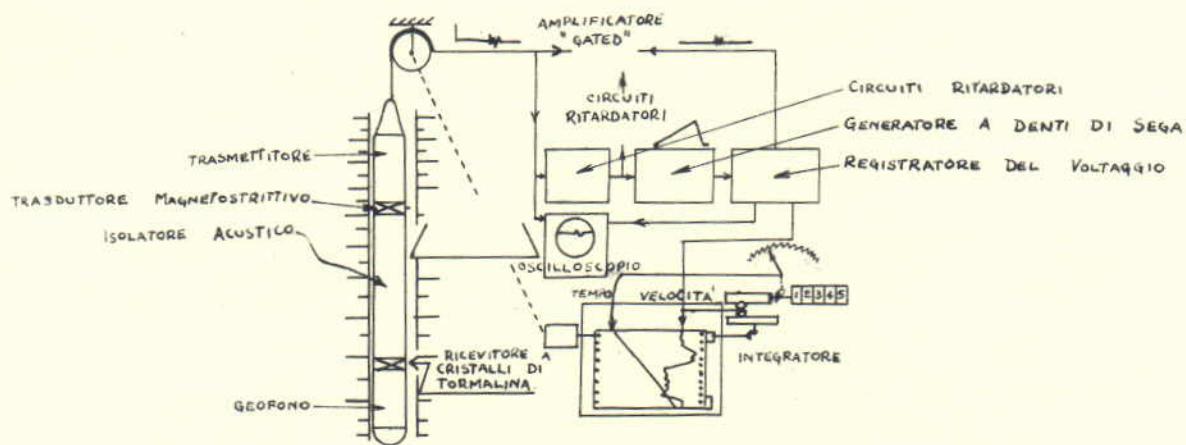 AMPLIFICATORE
"GATED"
CIRCUITI
RITARDATORI
CIRCUITI RITARDATORI
GENERATORE A DENTI DI SEGA
REGISTRATORE DEL VOLTAGGIO
TRASMETTITORE
TRASDUTTORE MAGNETOSTRITTIVO
ISOLATORE ACUSTICO
OSCILLOSCOPIO
TEMPO
VELOCITA'
12345
INTEGRATORE
RICEVITORE A
CRISTALLI DI
TORMALINA
GEOFONO